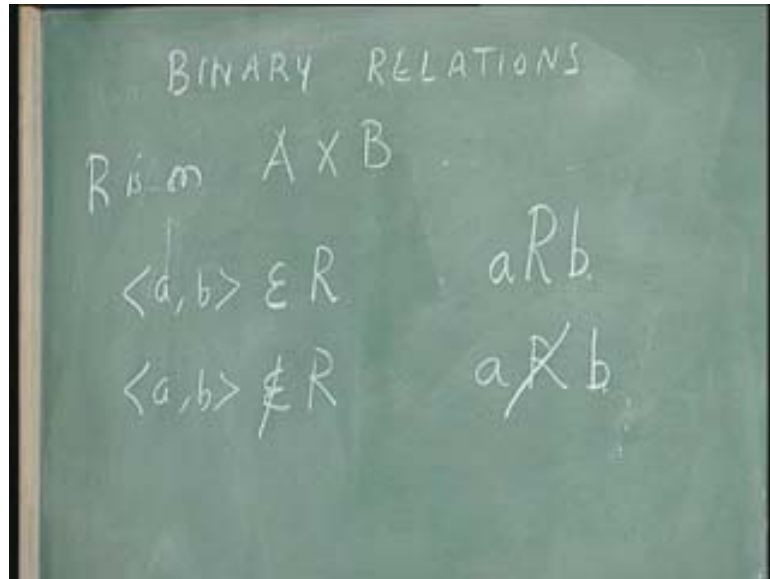 BINARY RELATIONS
R is on A X B
<a,b> ∈ R aRb
<a,b> ∉ R aR̸b